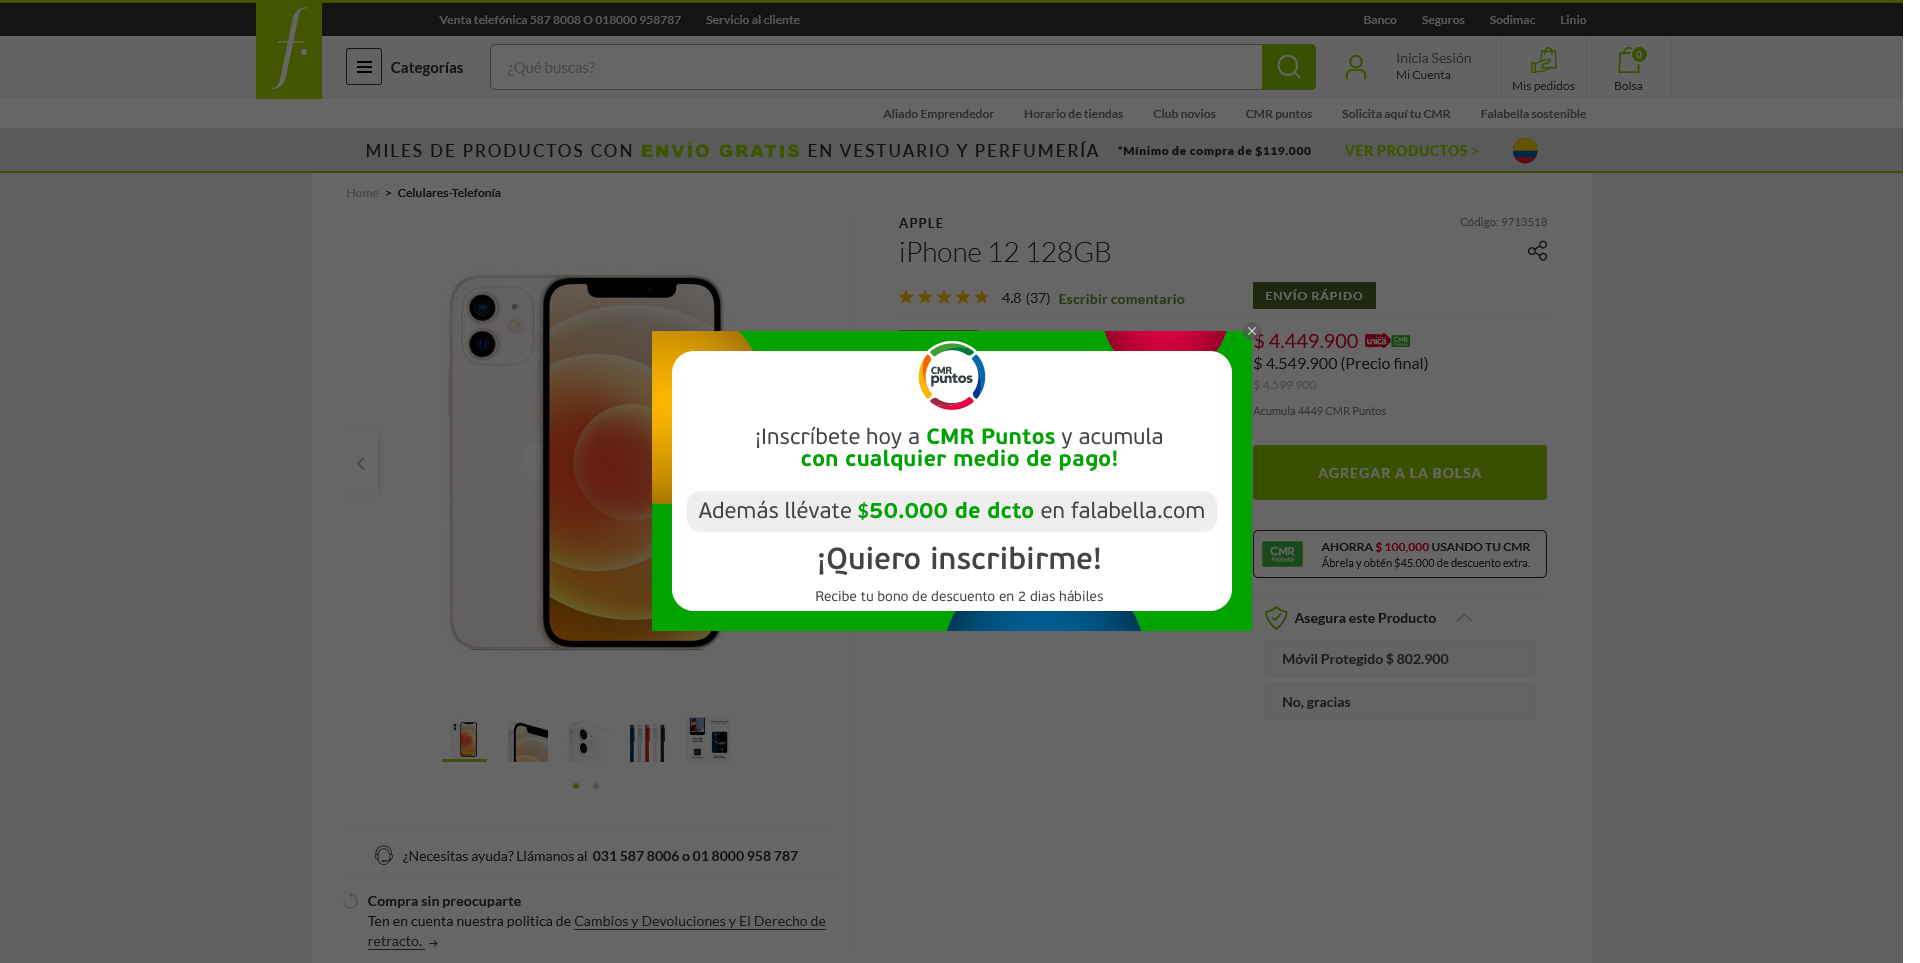 Venta telefónica 587 8008 O 018000 958787
Servicio al cliente
Banco
Seguros
Sodimac
Linio
f.
Categorías
¿Qué buscas?
Inicia Sesión
Mi Cuenta
Mis pedidos
0
Bolsa
Aliado Emprendedor
Horario de tiendas
Club novios
CMR puntos
Solicita aquí tu CMR
Falabella sostenible
MILES DE PRODUCTOS CON ENVÍO GRATIS EN VESTUARIO Y PERFUMERÍA
*Mínimo de compra de $119.000
VER PRODUCTOS >
Home > Celulares-Telefonía
APPLE
Código: 9713518
iPhone 12 128GB
4.8 (37) Escribir comentario
ENVÍO RÁPIDO
$ 4.449.900
unica
CMR
$ 4.549.900 (Precio final)
$ 4.599.900
Acumula 4449 CMR Puntos
CMR
puntos
¡Inscríbete hoy a CMR Puntos y acumula
con cualquier medio de pago!
Además llévate $50.000 de dcto en falabella.com
¡Quiero inscribirme!
Recibe tu bono de descuento en 2 dias hábiles
AGREGAR A LA BOLSA
CMR
Falabella
AHORRA $ 100,000 USANDO TU CMR
Ábrela y obtén $45.000 de descuento extra.
Asegura este Producto
Móvil Protegido $ 802.900
No, gracias
¿Necesitas ayuda? Llámanos al 031 587 8006 o 01 8000 958 787
Compra sin preocuparte
Ten en cuenta nuestra politica de Cambios y Devoluciones y El Derecho de
retracto. →